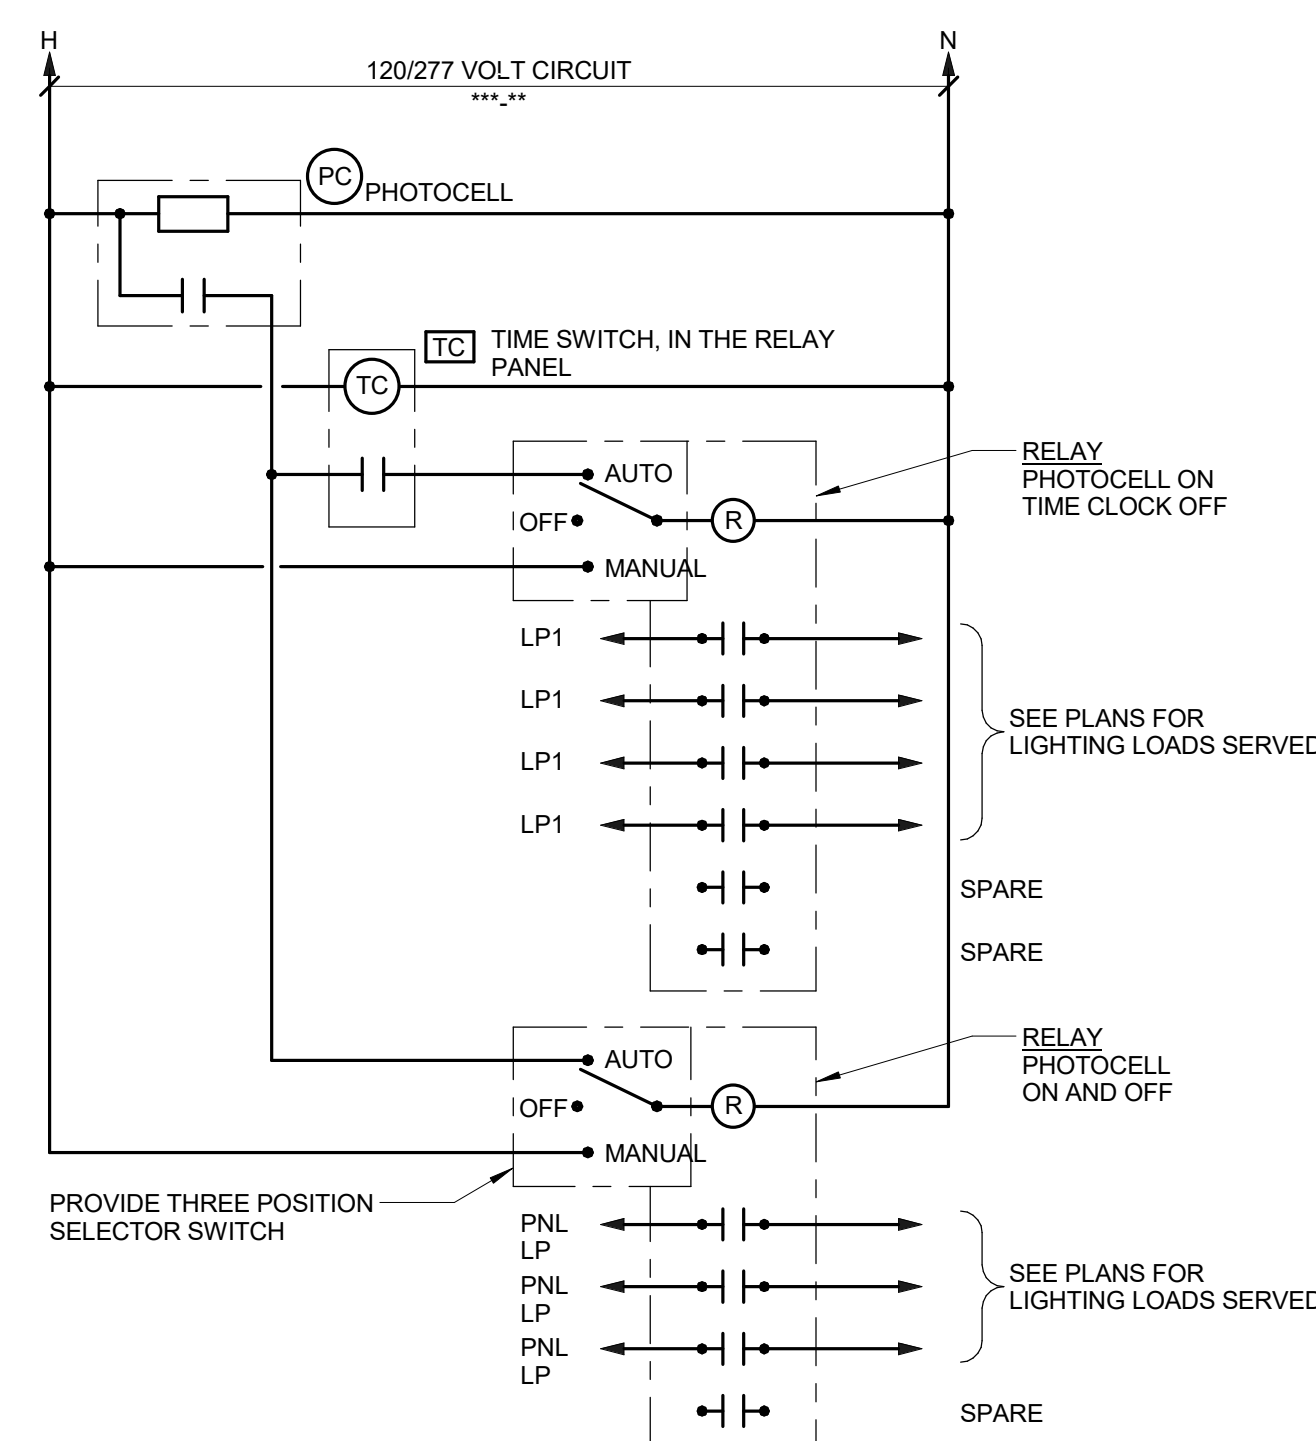 H
N
120/277 VOLT CIRCUIT
***-**
PC
PHOTOCELL
TC
TIME SWITCH, IN THE RELAY
PANEL
TC
RELAY
PHOTOCELL ON
TIME CLOCK OFF
AUTO
OFF
R
MANUAL
LP1
LP1
LP1
LP1
SEE PLANS FOR
LIGHTING LOADS SERVED
SPARE
SPARE
RELAY
PHOTOCELL
ON AND OFF
AUTO
OFF
R
MANUAL
PROVIDE THREE POSITION
SELECTOR SWITCH
PNL
LP
PNL
LP
PNL
LP
SEE PLANS FOR
LIGHTING LOADS SERVED
SPARE